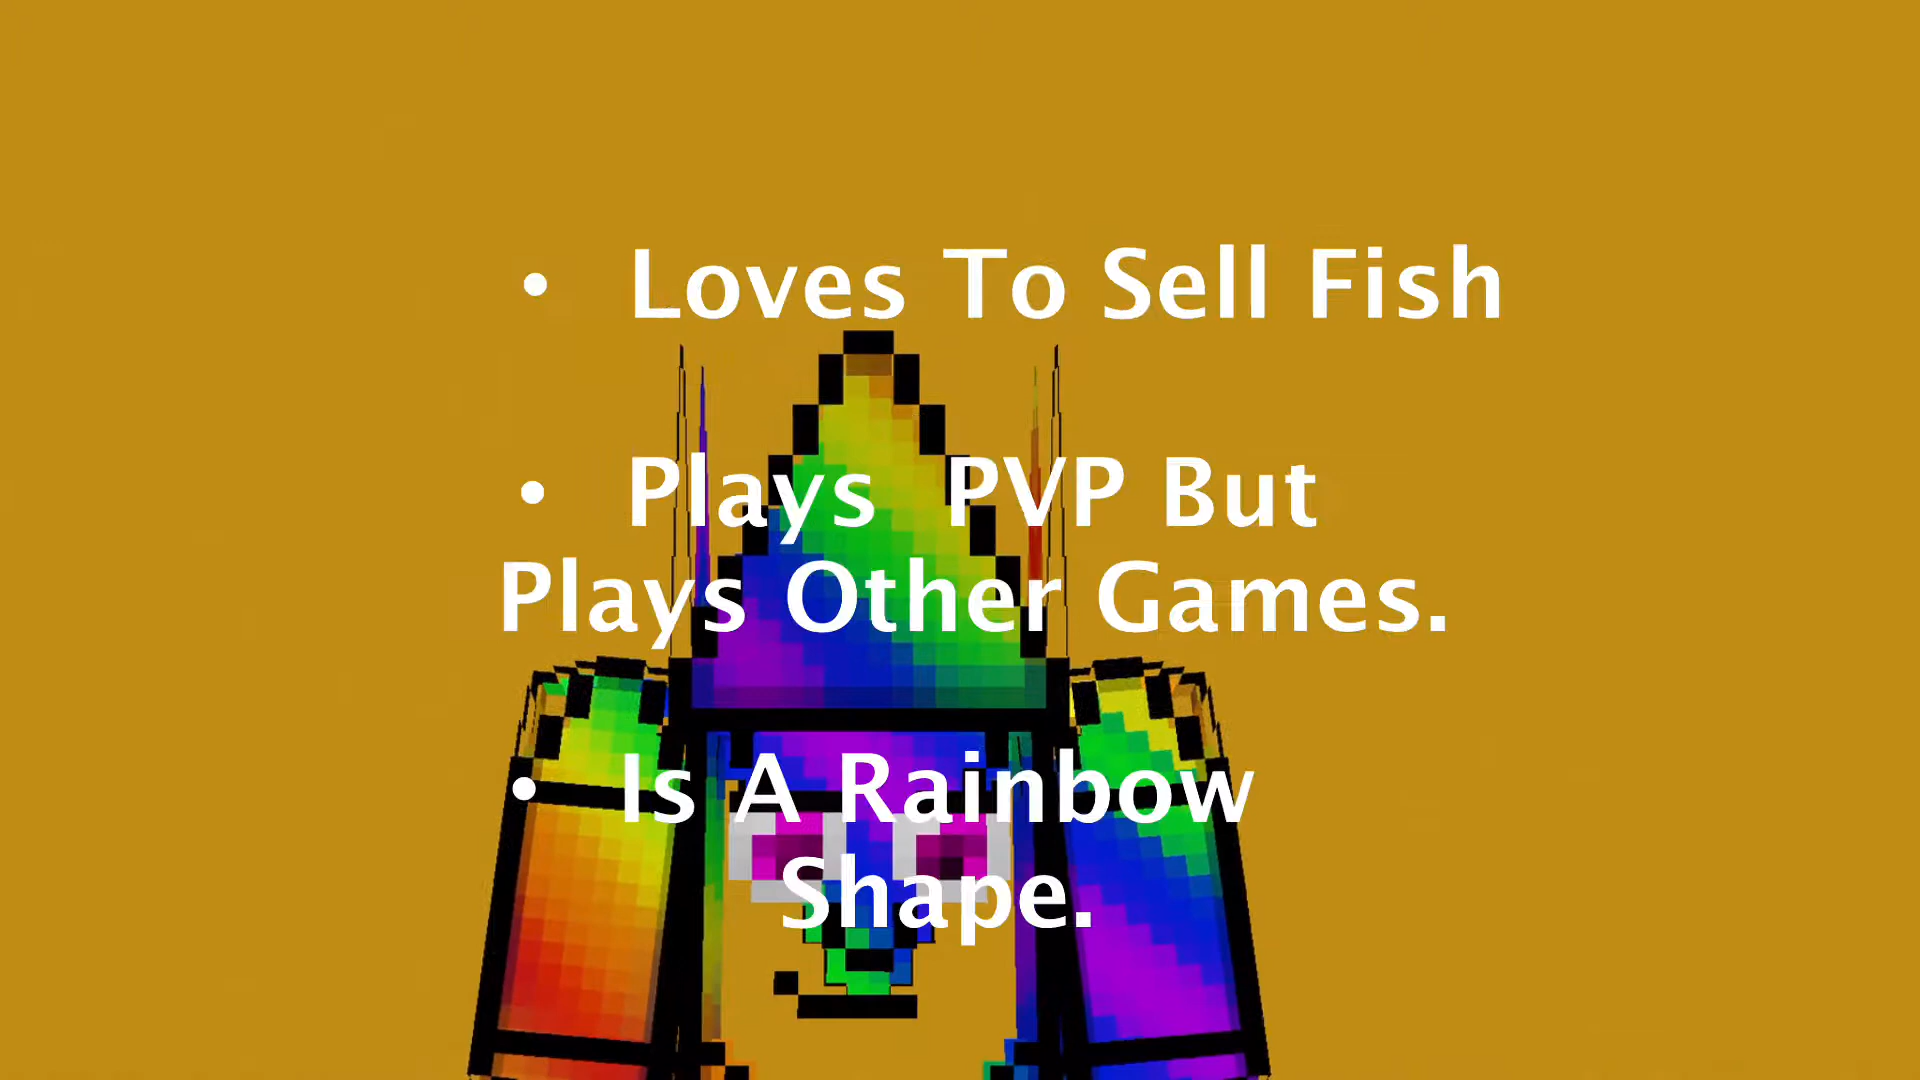 • Loves To Sell Fish
• Plays  PVP But
Plays Other Games.
• Is A Rainbow
Shape.